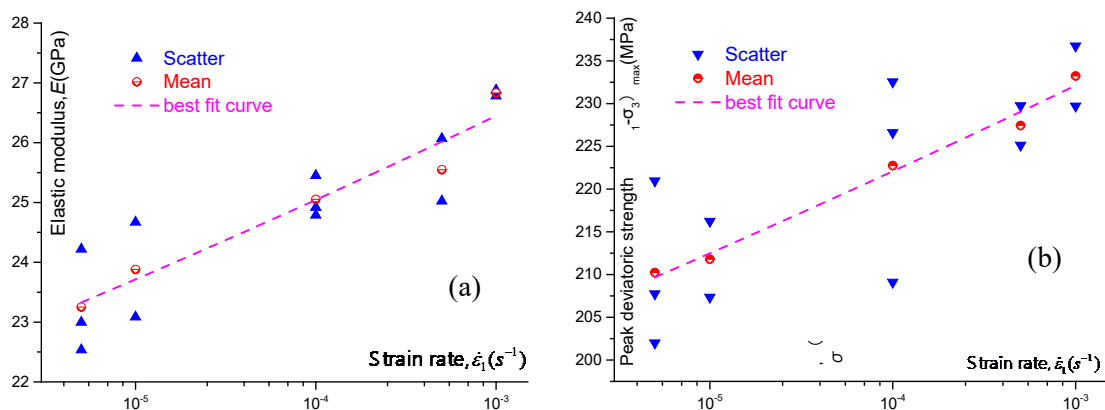 28
27
26
25
24
23
22
Elastic modulus, E(GPa)
Scatter
Mean
best fit curve
(a)
Strain rate, ε̇₁(s⁻¹)
10⁻⁵
10⁻⁴
10⁻³
240
235
230
225
220
215
210
205
200
Peak deviatoric strength
₁-σ₃） max(MPa)
Scatter
Mean
best fit curve
(b)
(
- σ
Strain rate, ε̇₁(s⁻¹)
10⁻⁵
10⁻⁴
10⁻³